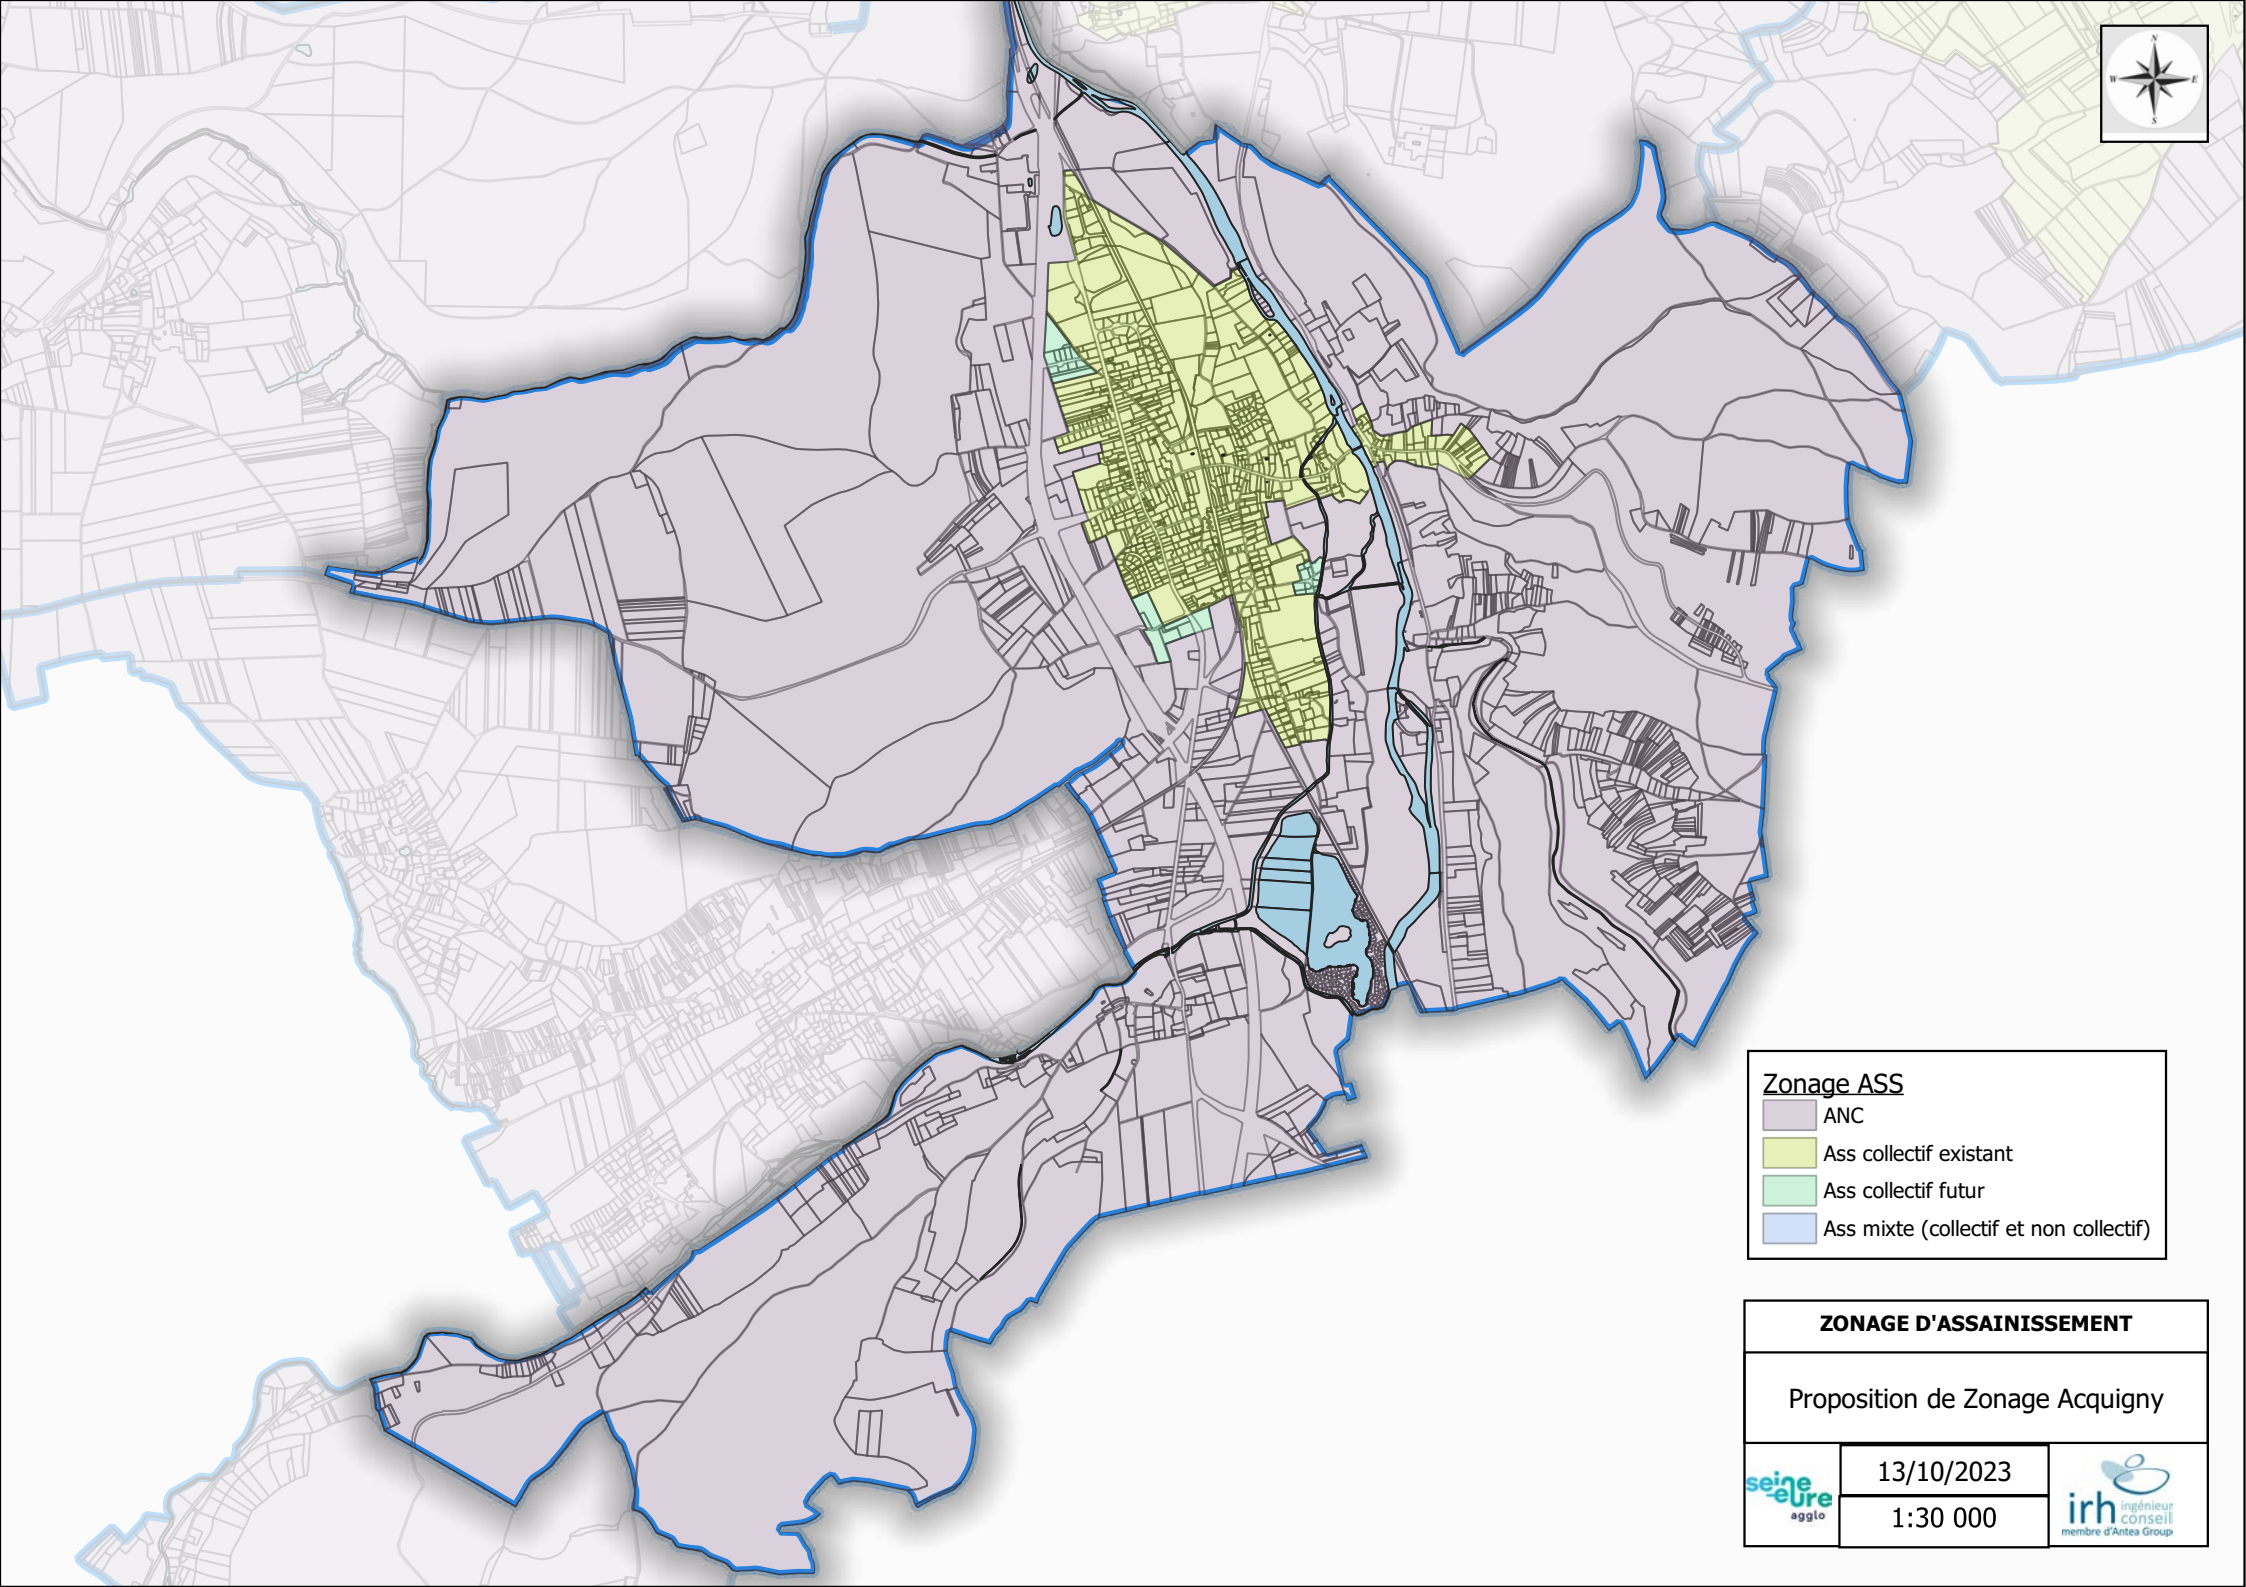 N
W E
S
Zonage ASS
ANC
Ass collectif existant
Ass collectif futur
Ass mixte (collectif et non collectif)
ZONAGE D'ASSAINISSEMENT
Proposition de Zonage Acquigny
seine
eure
agglo
13/10/2023
1:30 000
irh ingénieur
conseil
membre d'Antea Group